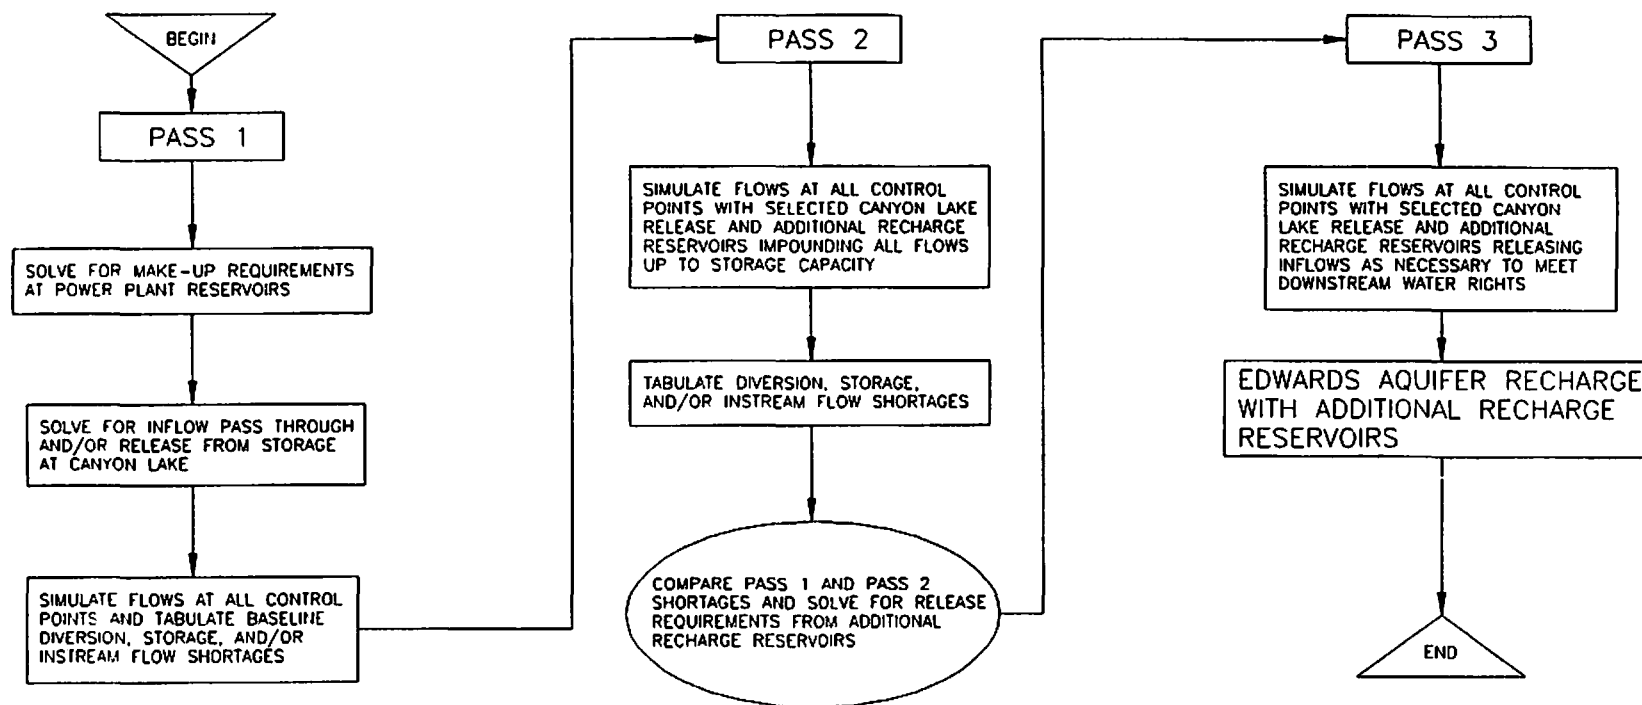 BEGIN
PASS 1
SOLVE FOR MAKE-UP REQUIREMENTS
AT POWER PLANT RESERVOIRS
SOLVE FOR INFLOW PASS THROUGH
AND/OR RELEASE FROM STORAGE
AT CANYON LAKE
SIMULATE FLOWS AT ALL CONTROL
POINTS AND TABULATE BASELINE
DIVERSION, STORAGE, AND/OR
INSTREAM FLOW SHORTAGES
PASS 2
SIMULATE FLOWS AT ALL CONTROL
POINTS WITH SELECTED CANYON LAKE
RELEASE AND ADDITIONAL RECHARGE
RESERVOIRS IMPOUNDING ALL FLOWS
UP TO STORAGE CAPACITY
TABULATE DIVERSION, STORAGE,
AND/OR INSTREAM FLOW SHORTAGES
COMPARE PASS 1 AND PASS 2
SHORTAGES AND SOLVE FOR RELEASE
REQUIREMENTS FROM ADDITIONAL
RECHARGE RESERVOIRS
PASS 3
SIMULATE FLOWS AT ALL CONTROL
POINTS WITH SELECTED CANYON
LAKE RELEASE AND ADDITIONAL
RECHARGE RESERVOIRS RELEASING
INFLOWS AS NECESSARY TO MEET
DOWNSTREAM WATER RIGHTS
EDWARDS AQUIFER RECHARGE
WITH ADDITIONAL RECHARGE
RESERVOIRS
END